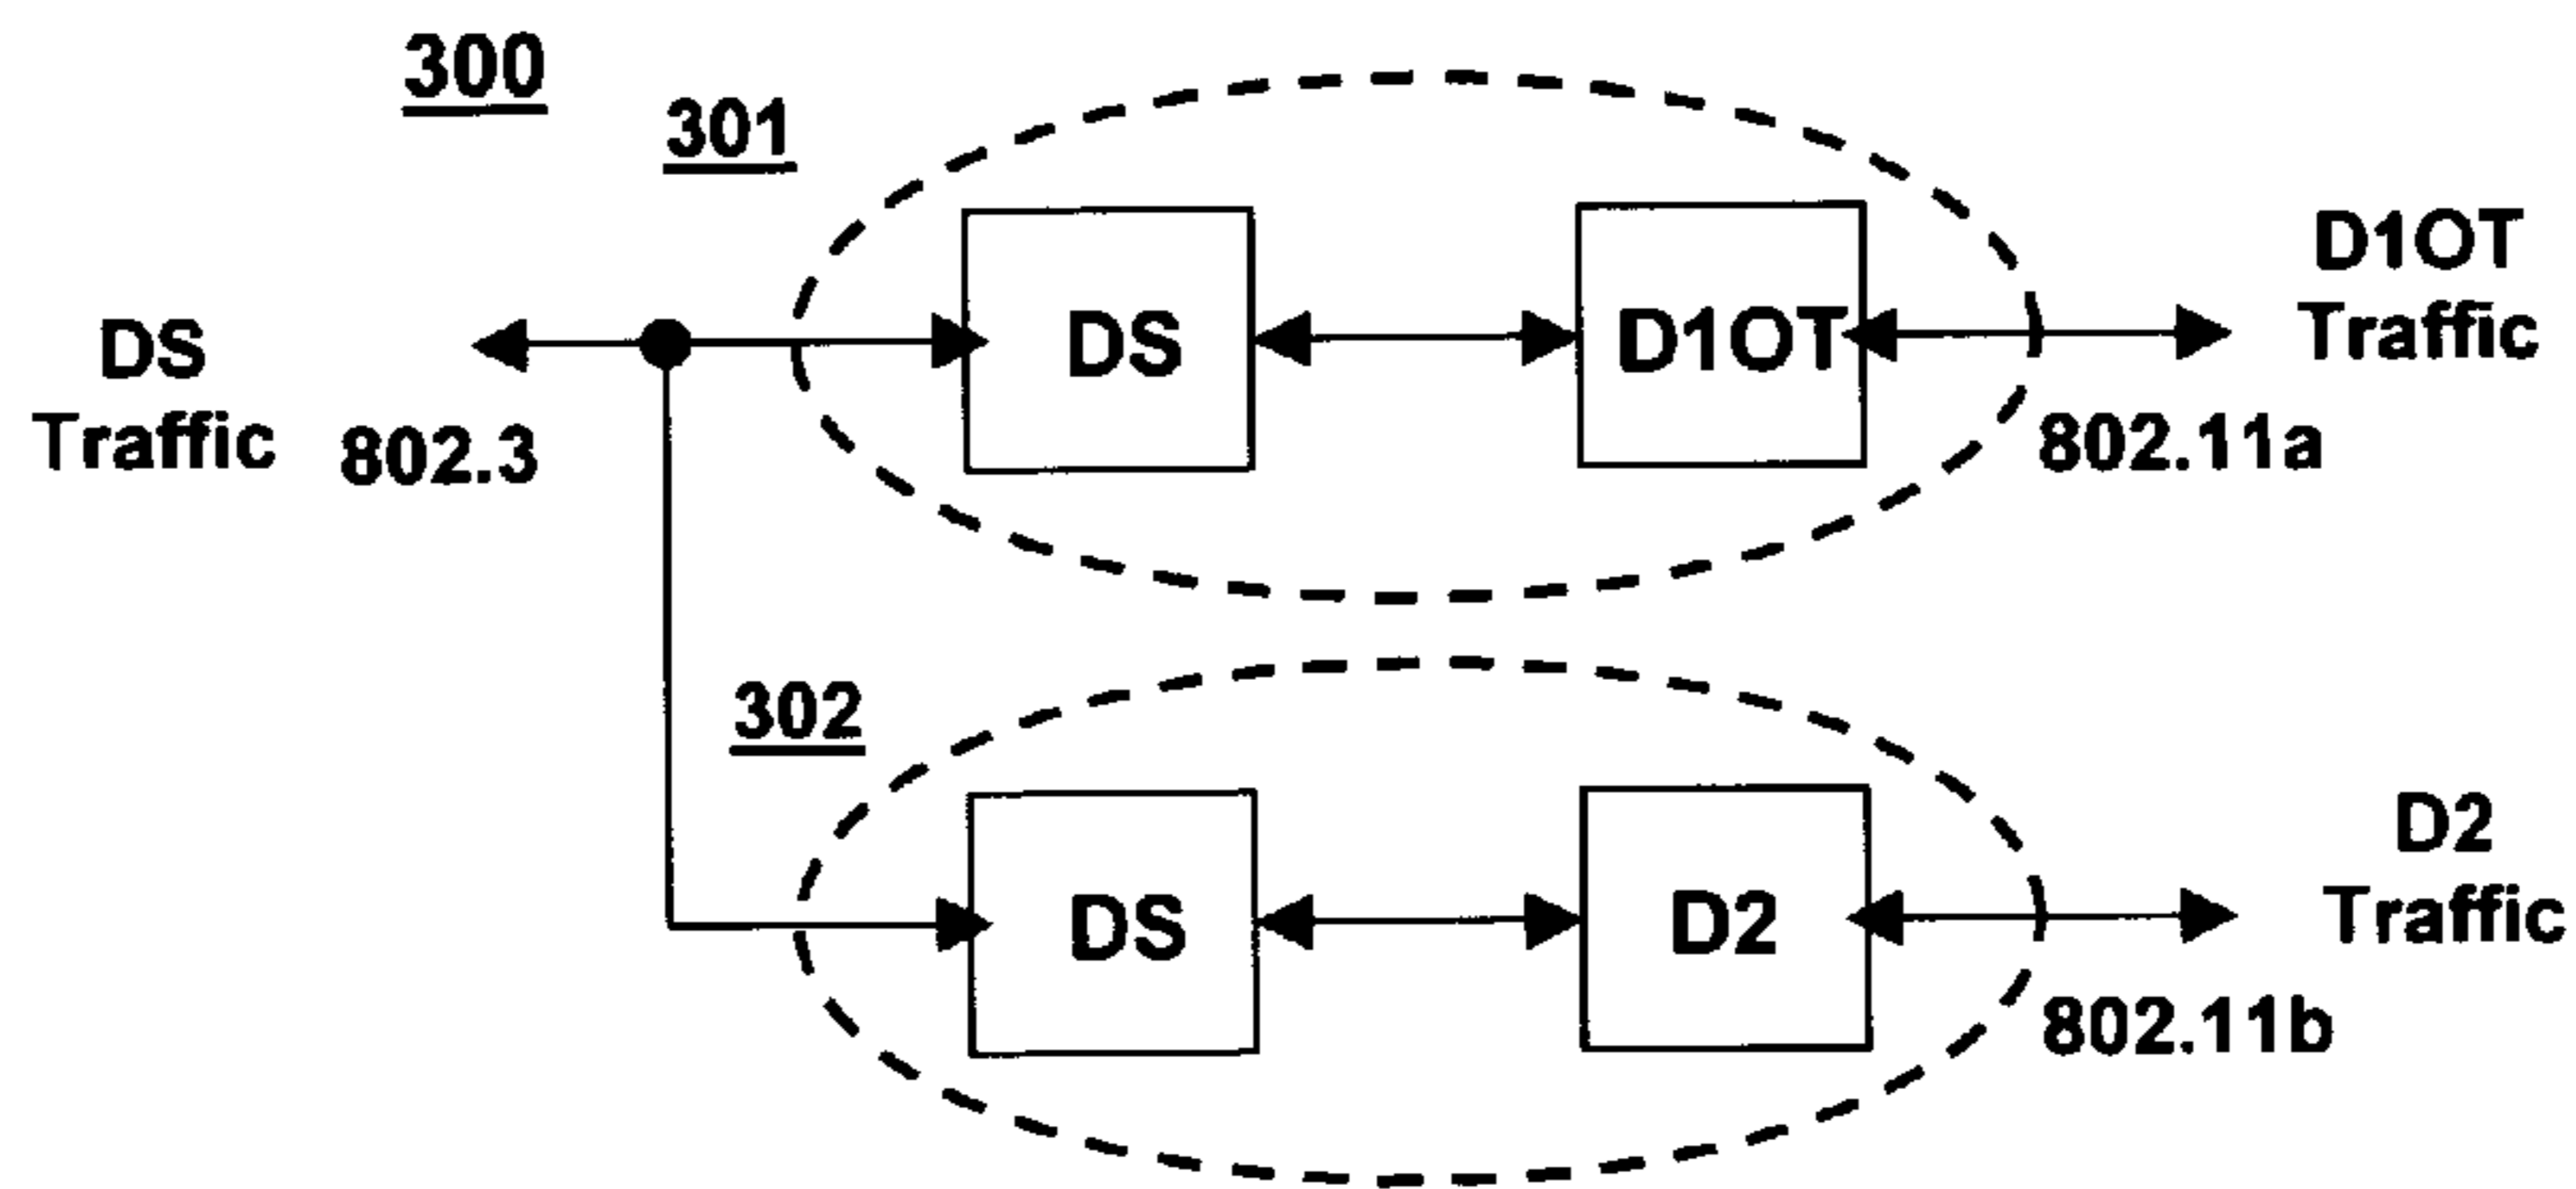 300
301
DS
Traffic
802.3
DS
D1OT
D1OT
Traffic
802.11a
302
DS
D2
D2
Traffic
802.11b